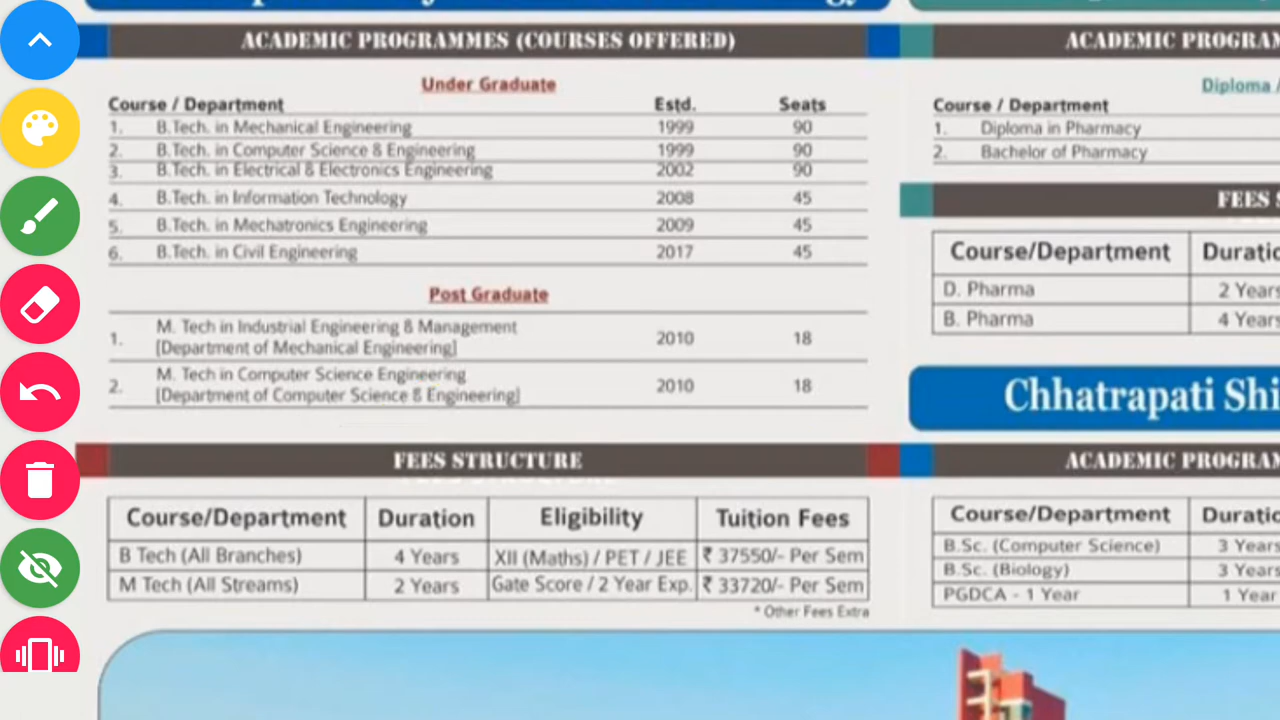 ACADEMIC PROGRAMMES (COURSES OFFERED)
Under Graduate
Course / Department Estd. Seats
1. B.Tech. in Mechanical Engineering 1999 90
2. B.Tech. in Computer Science & Engineering 1999 90
3. B.Tech. in Electrical & Electronics Engineering 2002 90
4. B.Tech. in Information Technology 2008 45
5. B.Tech. in Mechatronics Engineering 2009 45
6. B.Tech. in Civil Engineering 2017 45
Post Graduate
1. M. Tech in Industrial Engineering & Management 2010 18
[Department of Mechanical Engineering]
2. M. Tech in Computer Science Engineering 2010 18
[Department of Computer Science & Engineering]
FEES STRUCTURE
Course/Department Duration Eligibility Tuition Fees
B Tech (All Branches) 4 Years XII (Maths) / PET / JEE ₹ 37550/- Per Sem
M Tech (All Streams) 2 Years Gate Score / 2 Year Exp. ₹ 33720/- Per Sem
* Other Fees Extra
ACADEMIC PROGRAM
Diploma /
Course / Department
1. Diploma in Pharmacy
2. Bachelor of Pharmacy
FEES S
Course/Department Duratio
D. Pharma 2 Years
B. Pharma 4 Years
Chhatrapati Shi
ACADEMIC PROGRAM
Course/Department Duratio
B.Sc. (Computer Science) 3 Years
B.Sc. (Biology) 3 Years
PGDCA - 1 Year 1 Year